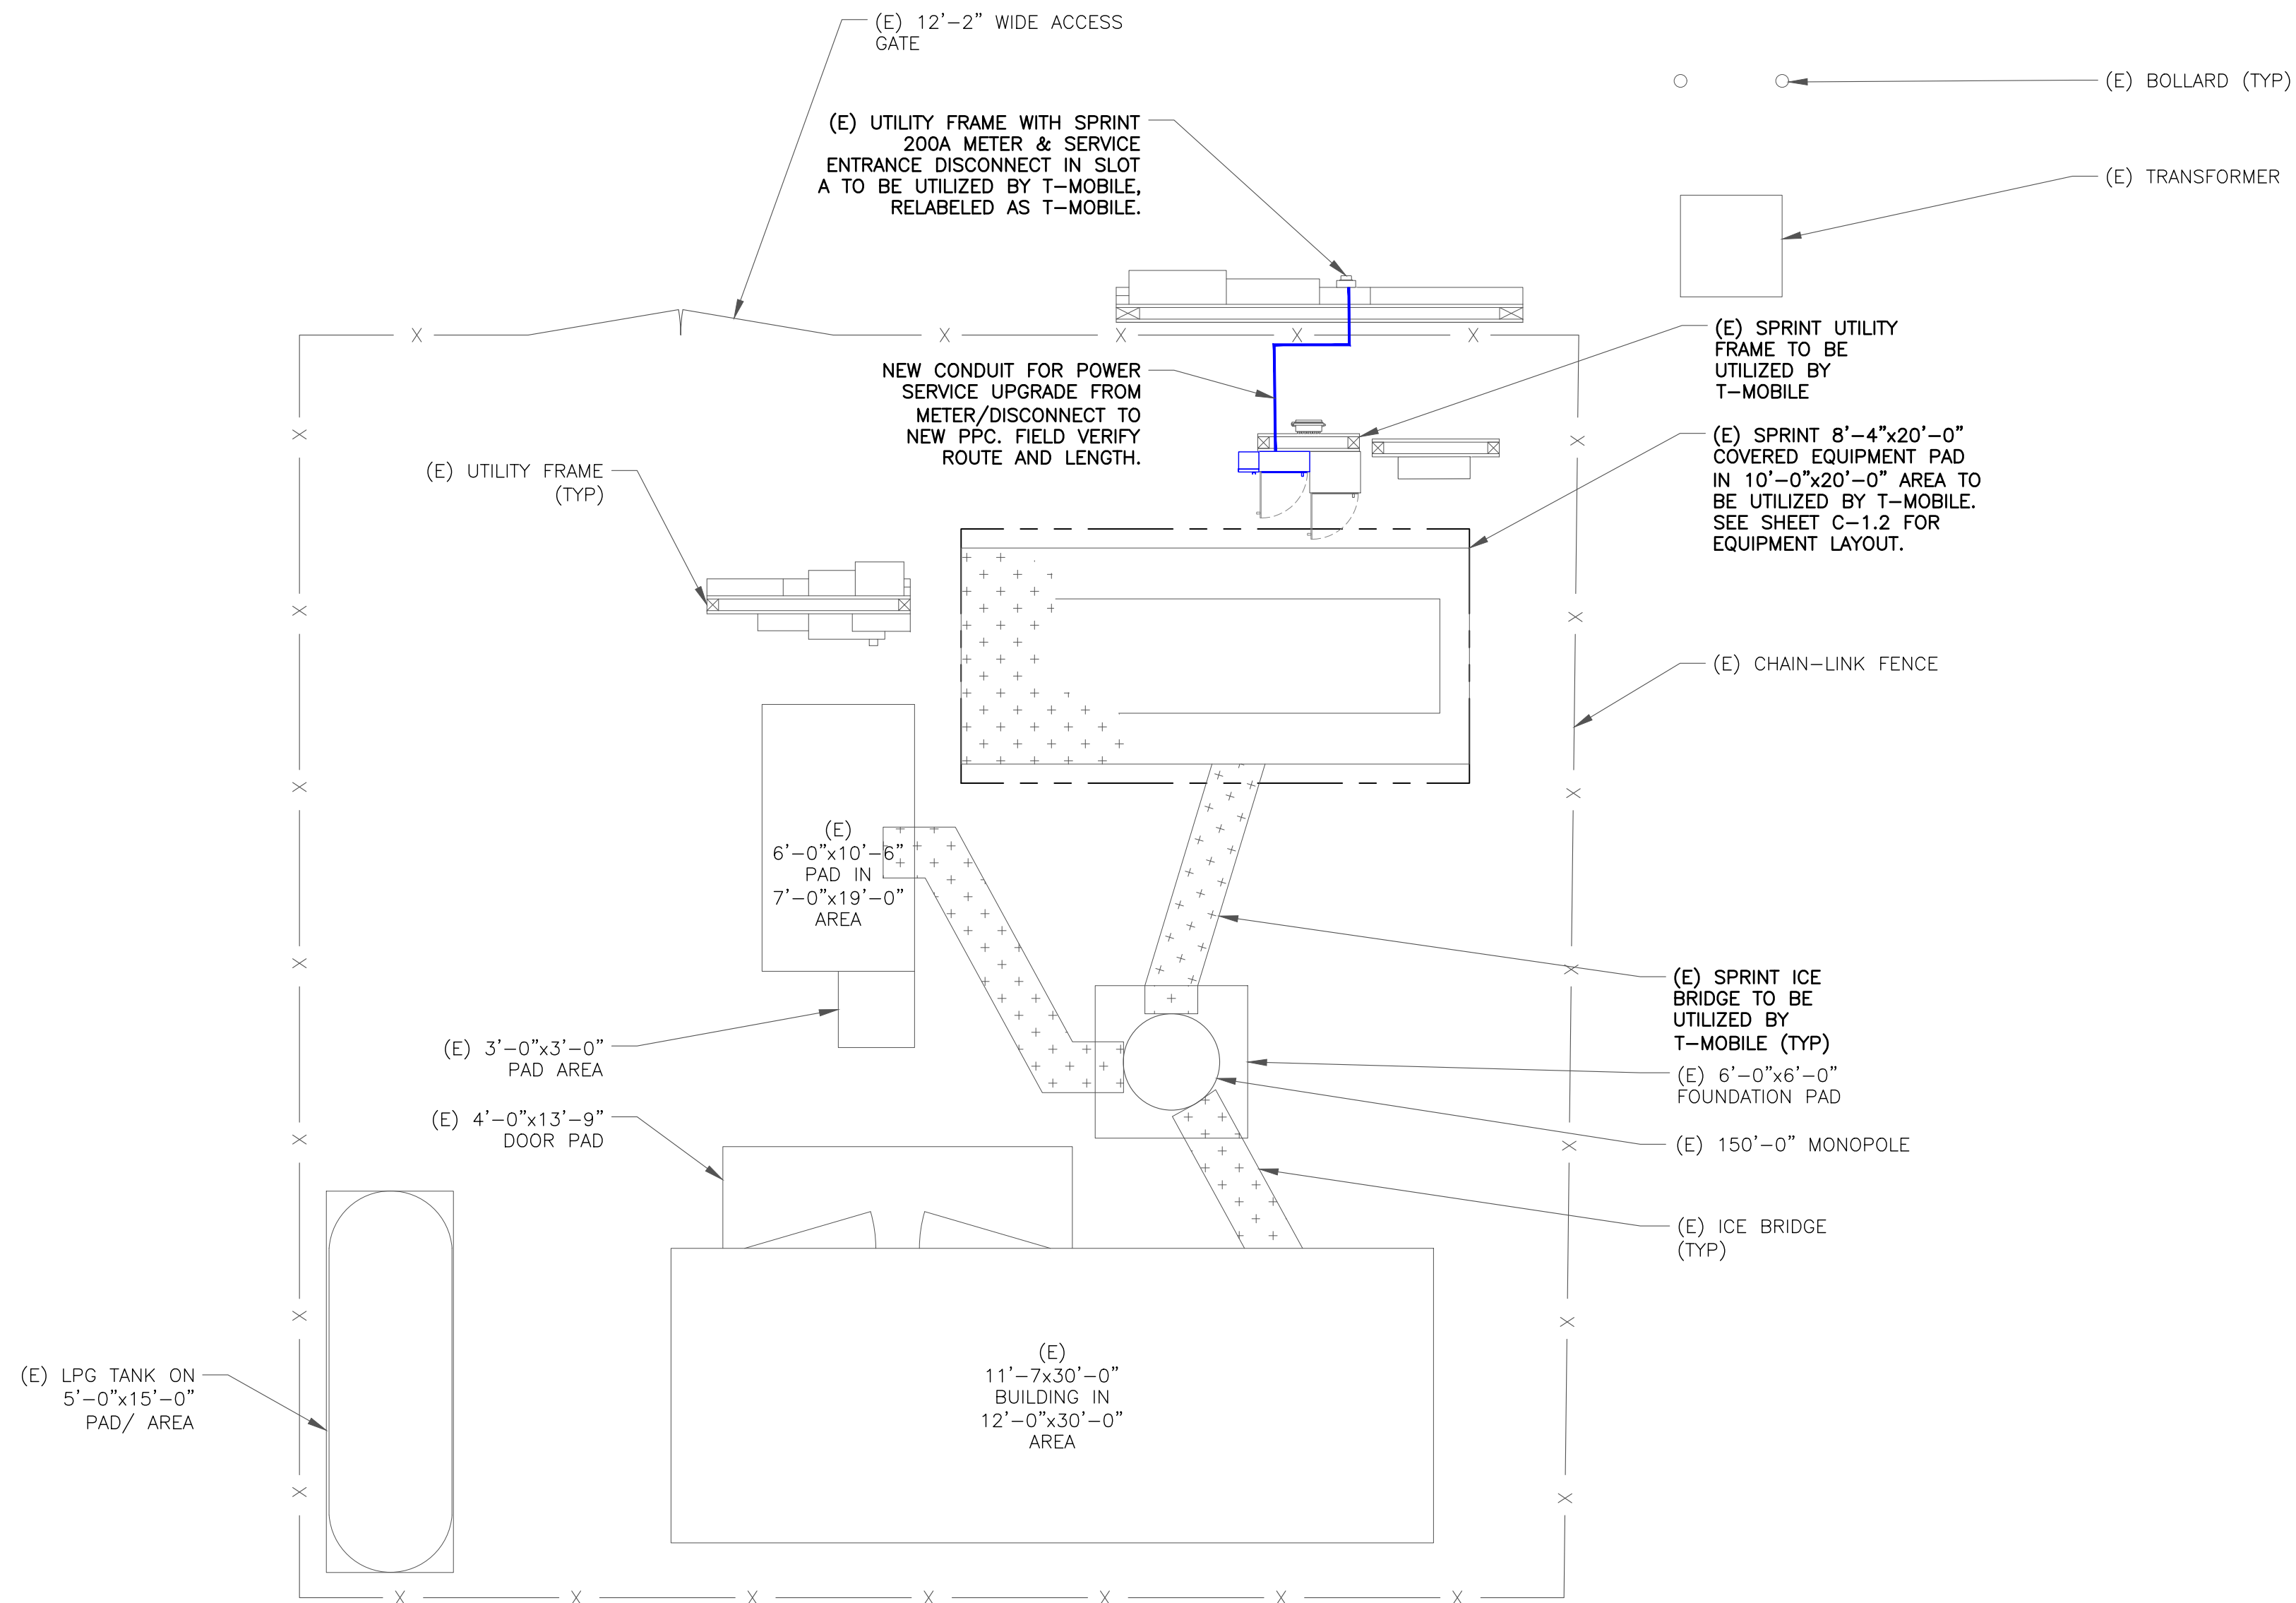 (E) 12'-2" WIDE ACCESS
GATE
(E) BOLLARD (TYP)
(E) UTILITY FRAME WITH SPRINT
200A METER & SERVICE
ENTRANCE DISCONNECT IN SLOT
A TO BE UTILIZED BY T-MOBILE,
RELABELED AS T-MOBILE.
(E) TRANSFORMER
(E) SPRINT UTILITY
FRAME TO BE
UTILIZED BY
T-MOBILE
NEW CONDUIT FOR POWER
SERVICE UPGRADE FROM
METER/DISCONNECT TO
NEW PPC. FIELD VERIFY
ROUTE AND LENGTH.
(E) SPRINT 8'-4"x20'-0"
COVERED EQUIPMENT PAD
IN 10'-0"x20'-0" AREA TO
BE UTILIZED BY T-MOBILE.
SEE SHEET C-1.2 FOR
EQUIPMENT LAYOUT.
(E) UTILITY FRAME
(TYP)
(E) CHAIN-LINK FENCE
(E)
6'-0"x10'-6"
PAD IN
7'-0"x19'-0"
AREA
(E) SPRINT ICE
BRIDGE TO BE
UTILIZED BY
T-MOBILE (TYP)
(E) 3'-0"x3'-0"
PAD AREA
(E) 6'-0"x6'-0"
FOUNDATION PAD
(E) 4'-0"x13'-9"
DOOR PAD
(E) 150'-0" MONOPOLE
(E) ICE BRIDGE
(TYP)
(E) LPG TANK ON
5'-0"x15'-0"
PAD/ AREA
(E)
11'-7x30'-0"
BUILDING IN
12'-0"x30'-0"
AREA